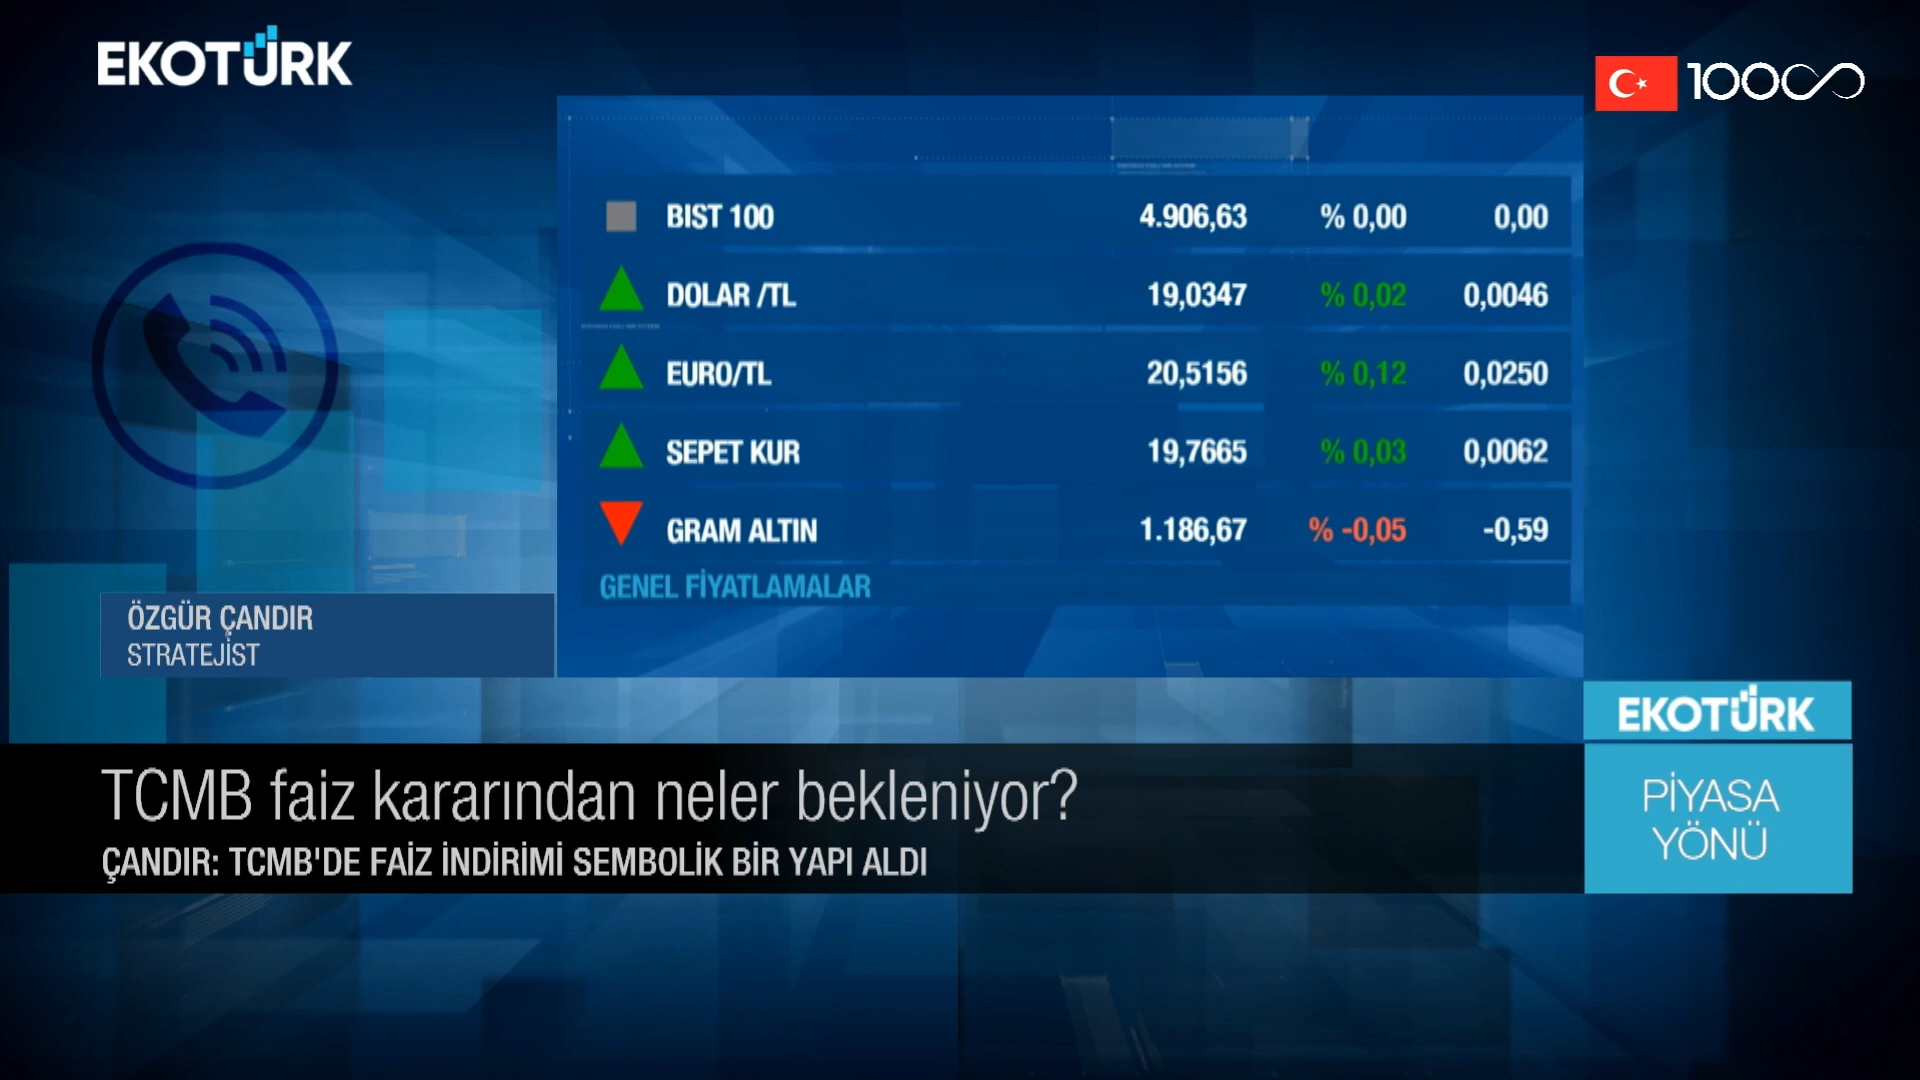 EKOTÜRK
100
BIST 100 4.906,63 % 0,00 0,00
DOLAR /TL 19,0347 % 0,02 0,0046
EURO/TL 20,5156 % 0,12 0,0250
SEPET KUR 19,7665 % 0,03 0,0062
GRAM ALTIN 1.186,67 % -0,05 -0,59
GENEL FİYATLAMALAR
ÖZGÜR ÇANDIR
STRATEJİST
EKOTÜRK
PİYASA
YÖNÜ
TCMB faiz kararından neler bekleniyor?
ÇANDIR: TCMB'DE FAİZ İNDİRİMİ SEMBOLİK BİR YAPI ALDI